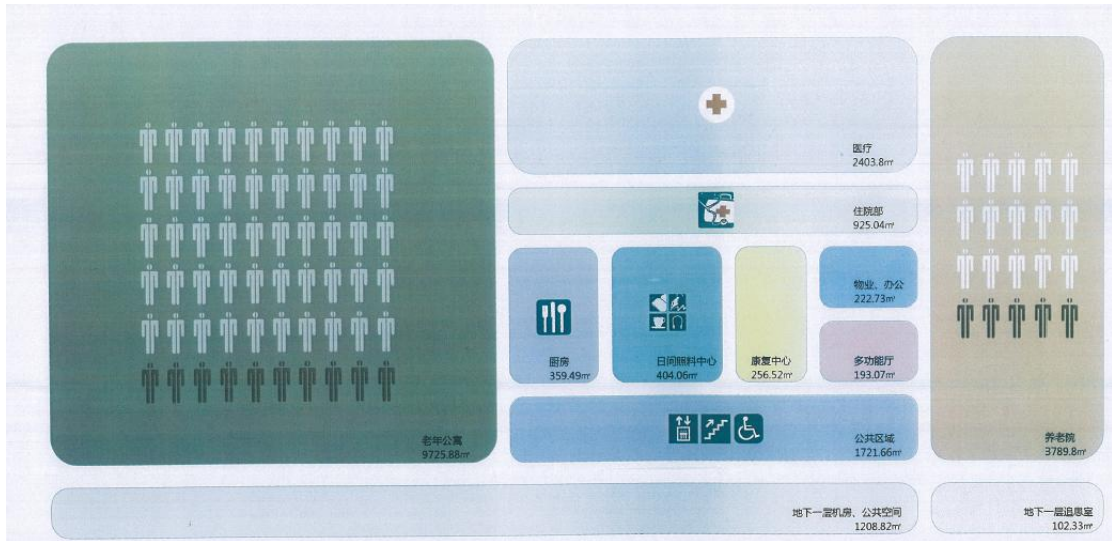 医疗
2403.8㎡
住院部
925.04㎡
物业、办公
222.73㎡
厨房
359.49㎡
日间照料中心
404.06㎡
康复中心
256.52㎡
多功能厅
193.07㎡
老年公寓
9725.88㎡
公共区域
1721.66㎡
养老院
3789.8㎡
地下一层机房、公共空间
1208.82㎡
地下一层追思室
102.33㎡